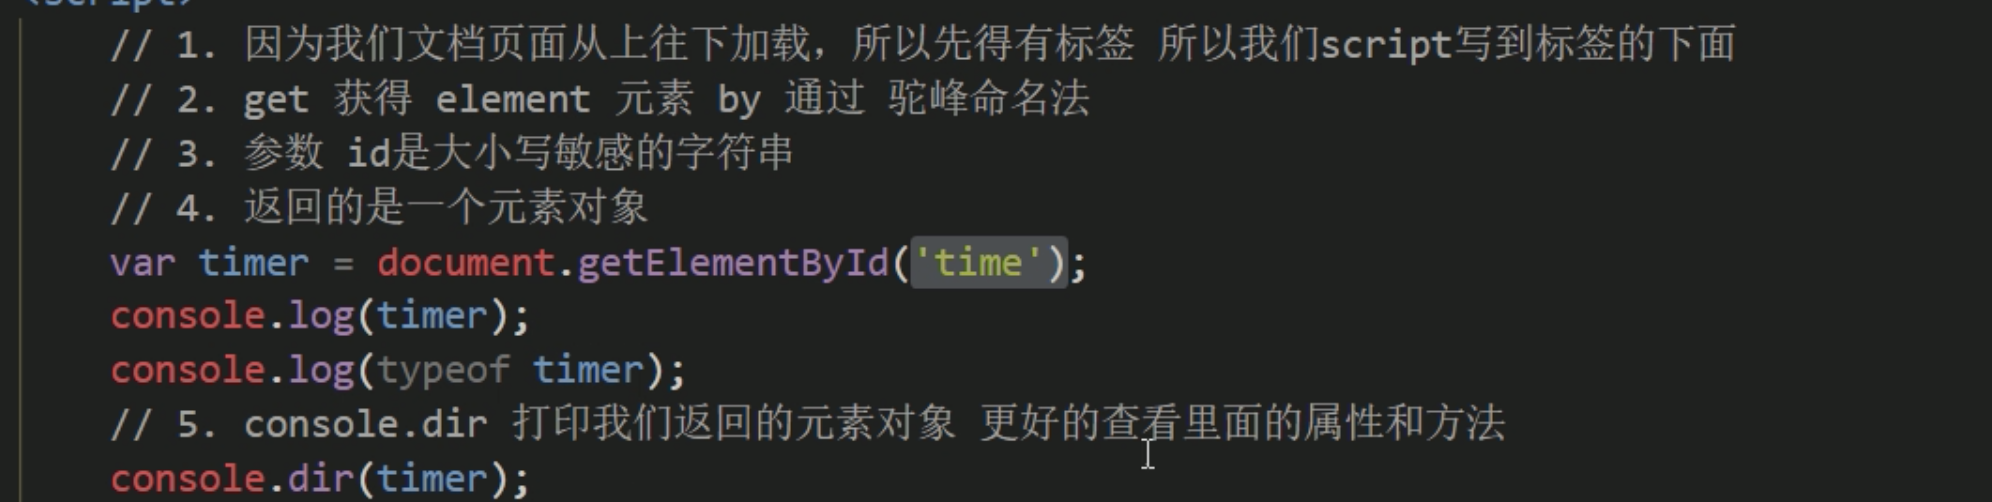 <script>
// 1. 因为我们文档页面从上往下加载，所以先得有标签 所以我们script写到标签的下面
// 2. get 获得 element 元素 by 通过 驼峰命名法
// 3. 参数 id是大小写敏感的字符串
// 4. 返回的是一个元素对象
var timer = document.getElementById('time');
console.log(timer);
console.log(typeof timer);
// 5. console.dir 打印我们返回的元素对象 更好的查看里面的属性和方法
console.dir(timer);